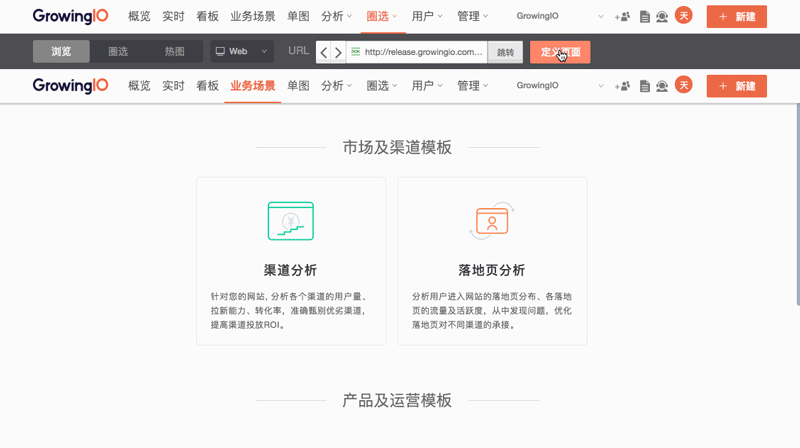 GrowingIO 概览 实时 看板 业务场景 单图 分析 圈选 用户 管理 GrowingIO 天 + 新建
浏览 圈选 热图 Web URL http://release.growingio.com... 跳转 定义页面
GrowingIO 概览 实时 看板 业务场景 单图 分析 圈选 用户 管理 GrowingIO 天 + 新建
市场及渠道模板
渠道分析
针对您的网站, 分析各个渠道的用户量、
拉新能力、转化率，准确甄别优劣渠道，
提高渠道投放ROI。
落地页分析
分析用户进入网站的落地页分布、各落地
页的流量及活跃度，从中发现问题，优化
落地页对不同渠道的承接。
产品及运营模板